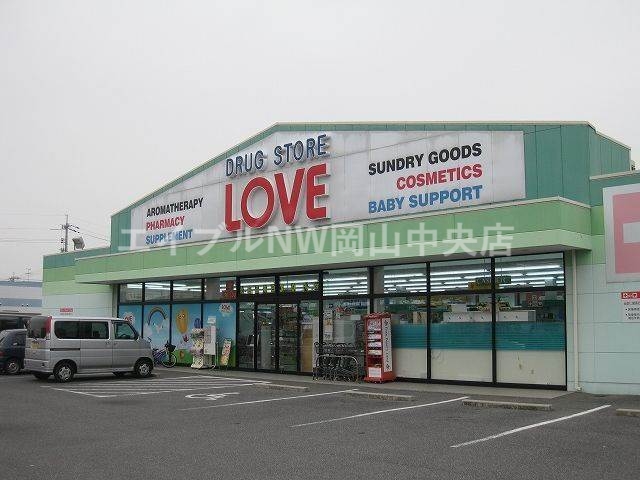 DRUG STORE
LOVE
AROMATHERAPY
PHARMACY
SUPPLEMENT
SUNDRY GOODS
COSMETICS
BABY SUPPORT
エイブルNW岡山中央店